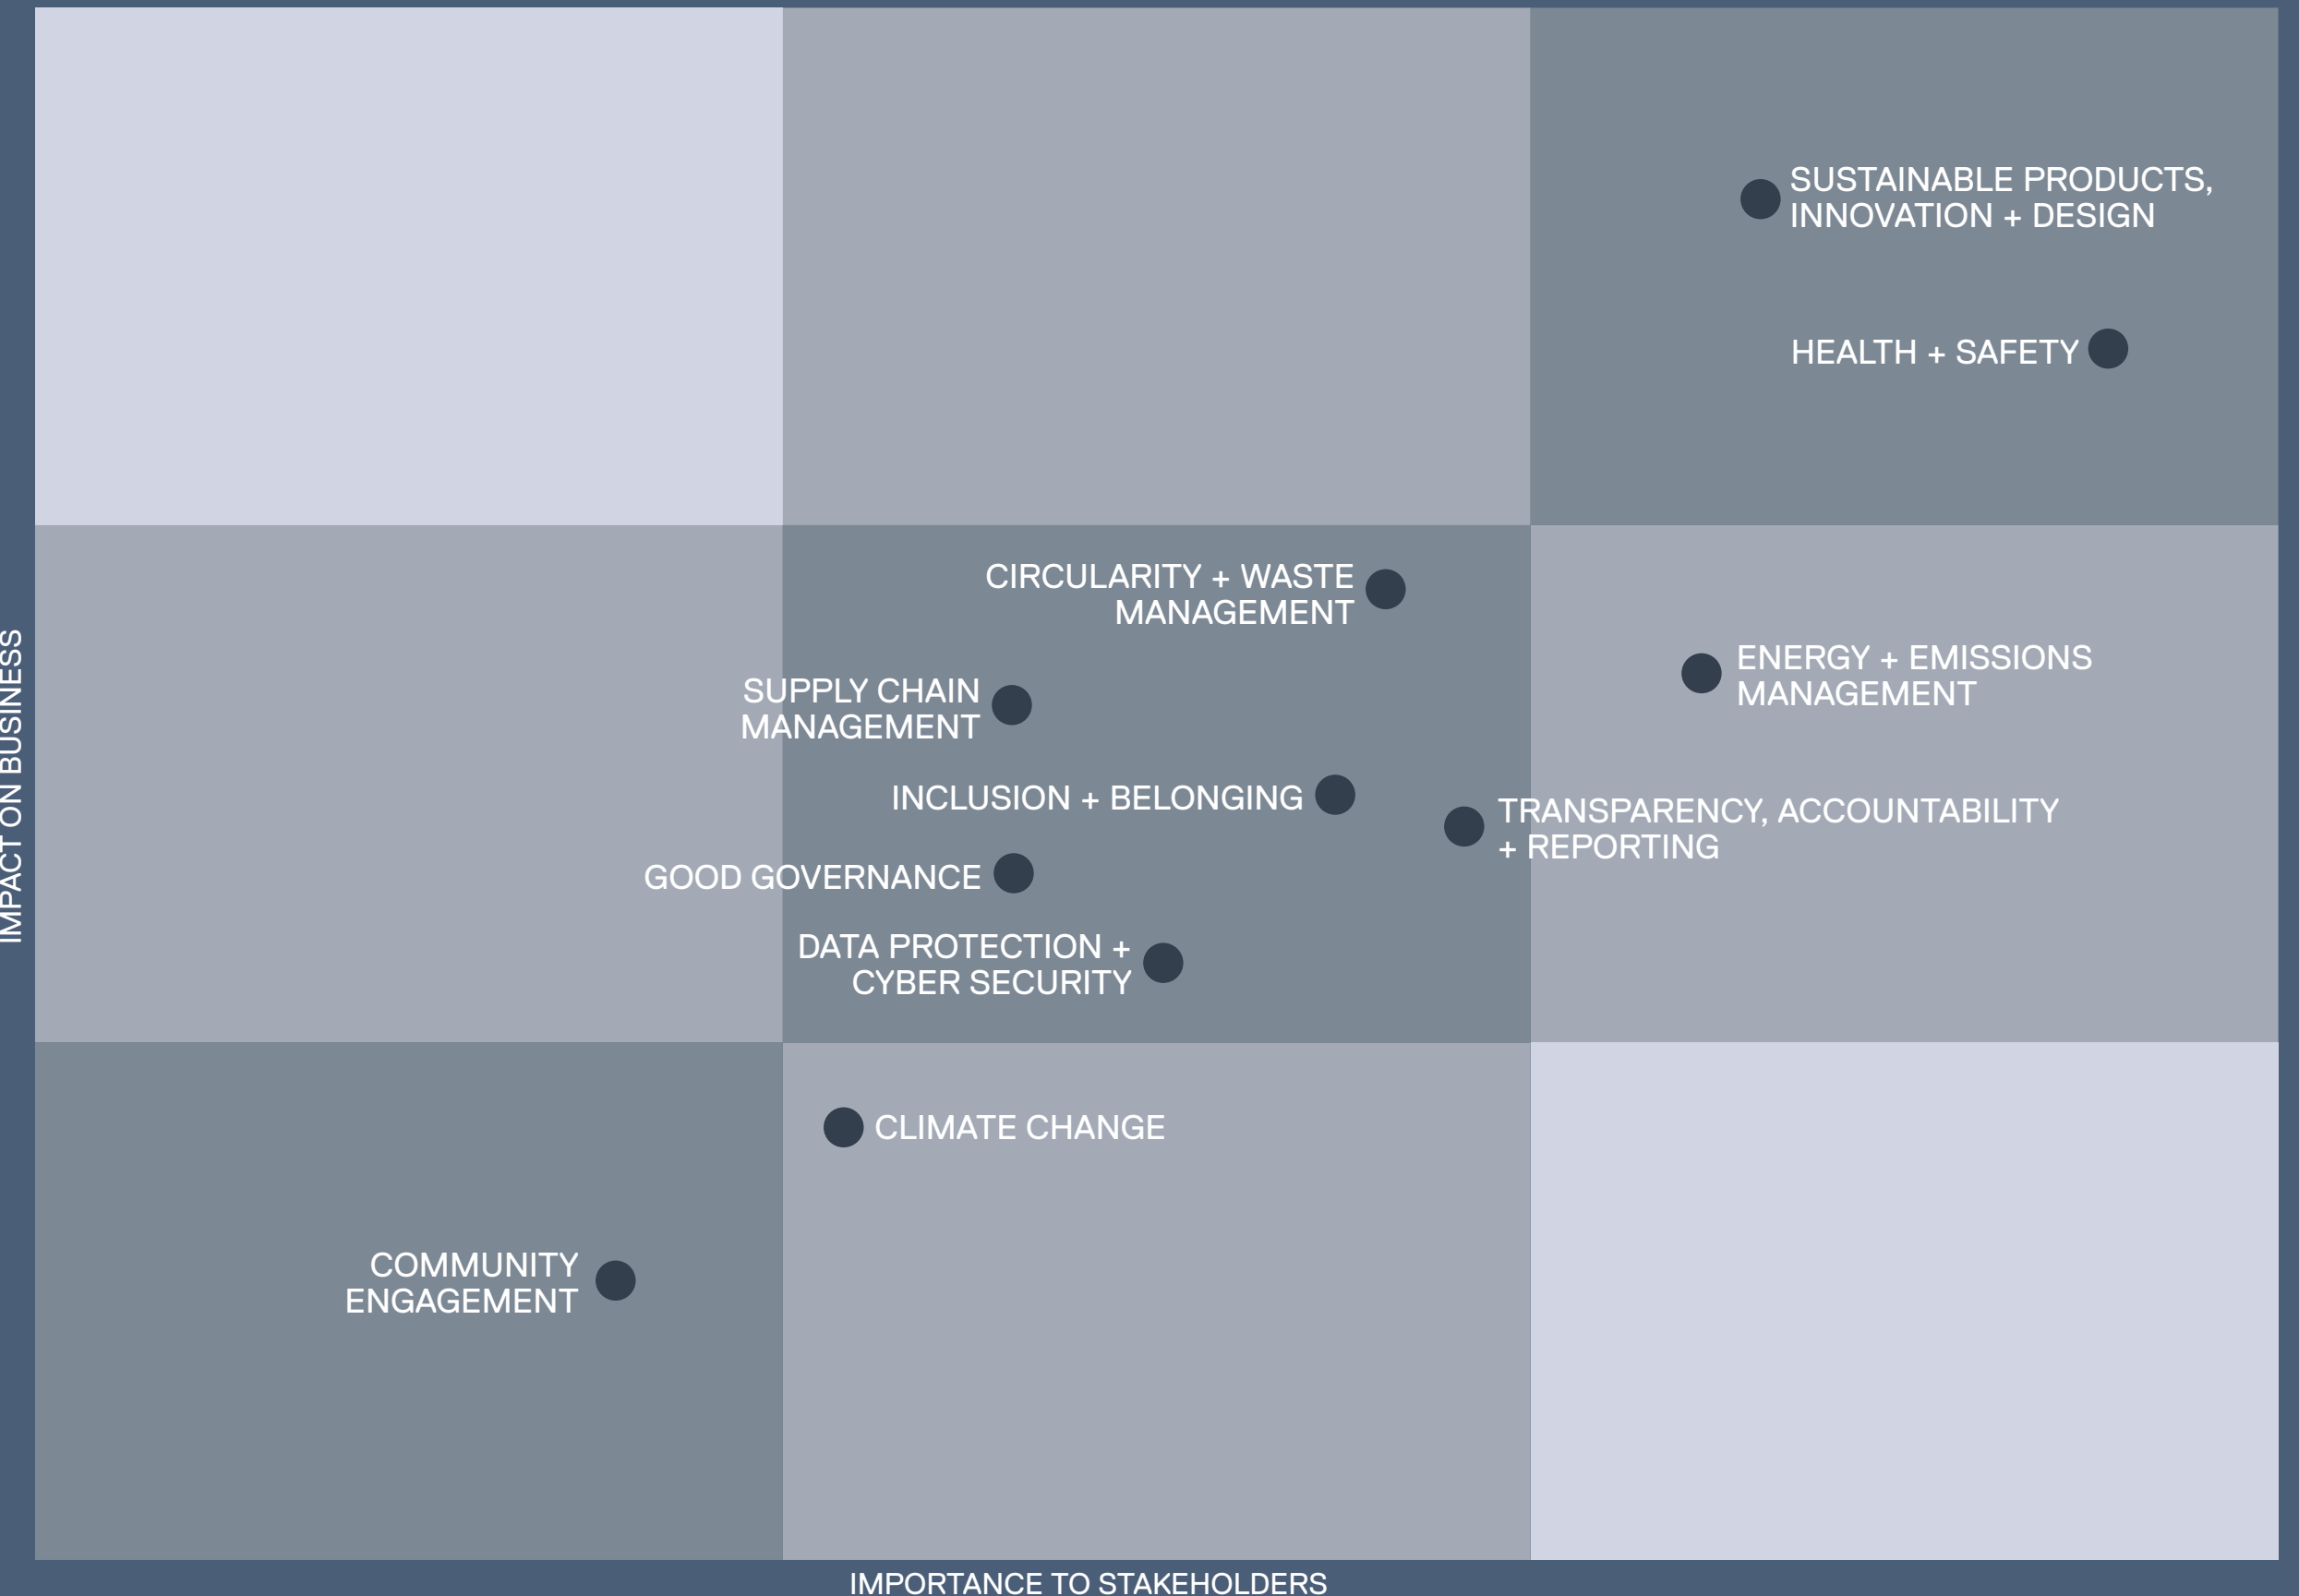 SUSTAINABLE PRODUCTS,
INNOVATION + DESIGN
HEALTH + SAFETY
CIRCULARITY + WASTE
MANAGEMENT
ENERGY + EMISSIONS
MANAGEMENT
SUPPLY CHAIN
MANAGEMENT
INCLUSION + BELONGING
TRANSPARENCY, ACCOUNTABILITY
+ REPORTING
GOOD GOVERNANCE
DATA PROTECTION +
CYBER SECURITY
CLIMATE CHANGE
COMMUNITY
ENGAGEMENT
IMPACT ON BUSINESS
IMPORTANCE TO STAKEHOLDERS